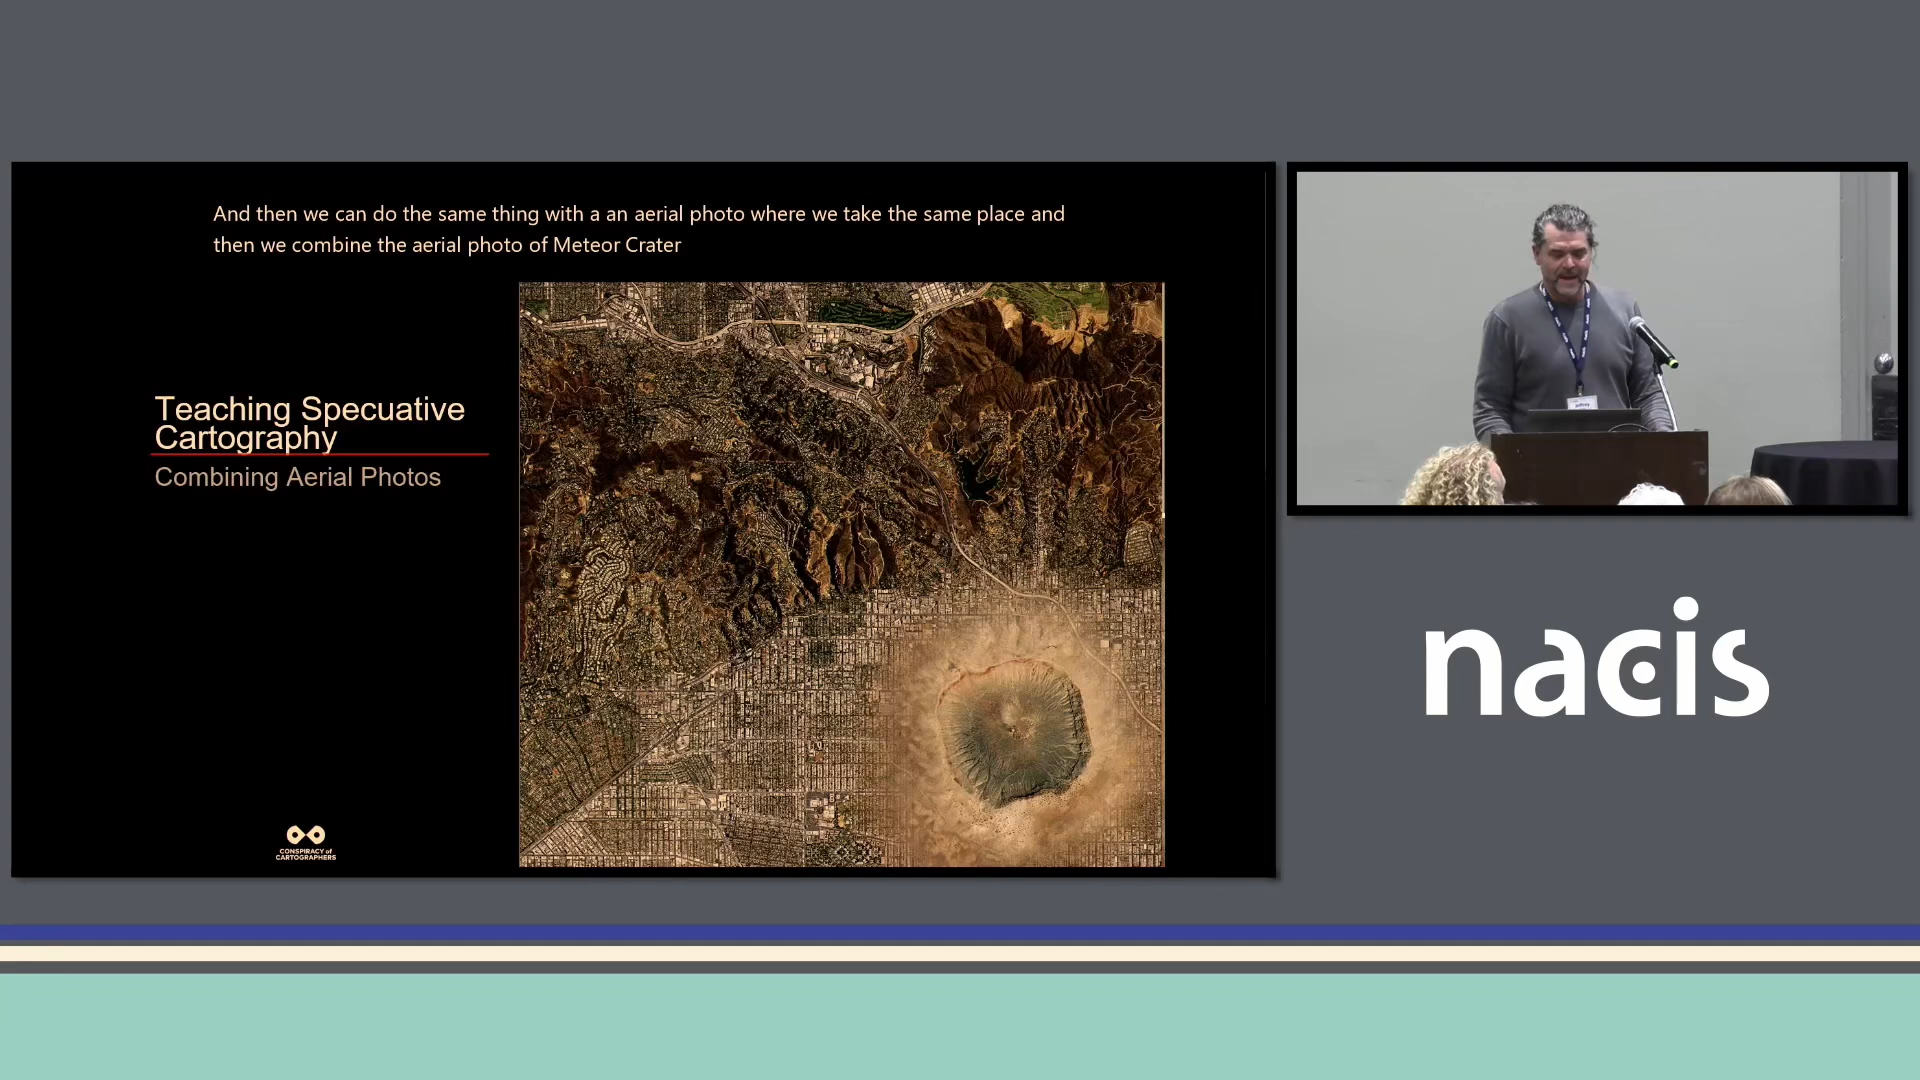 And then we can do the same thing with a an aerial photo where we take the same place and
then we combine the aerial photo of Meteor Crater
Teaching Specuative
Cartography
Combining Aerial Photos
CONSPIRACY of
CARTOGRAPHERS
nacis